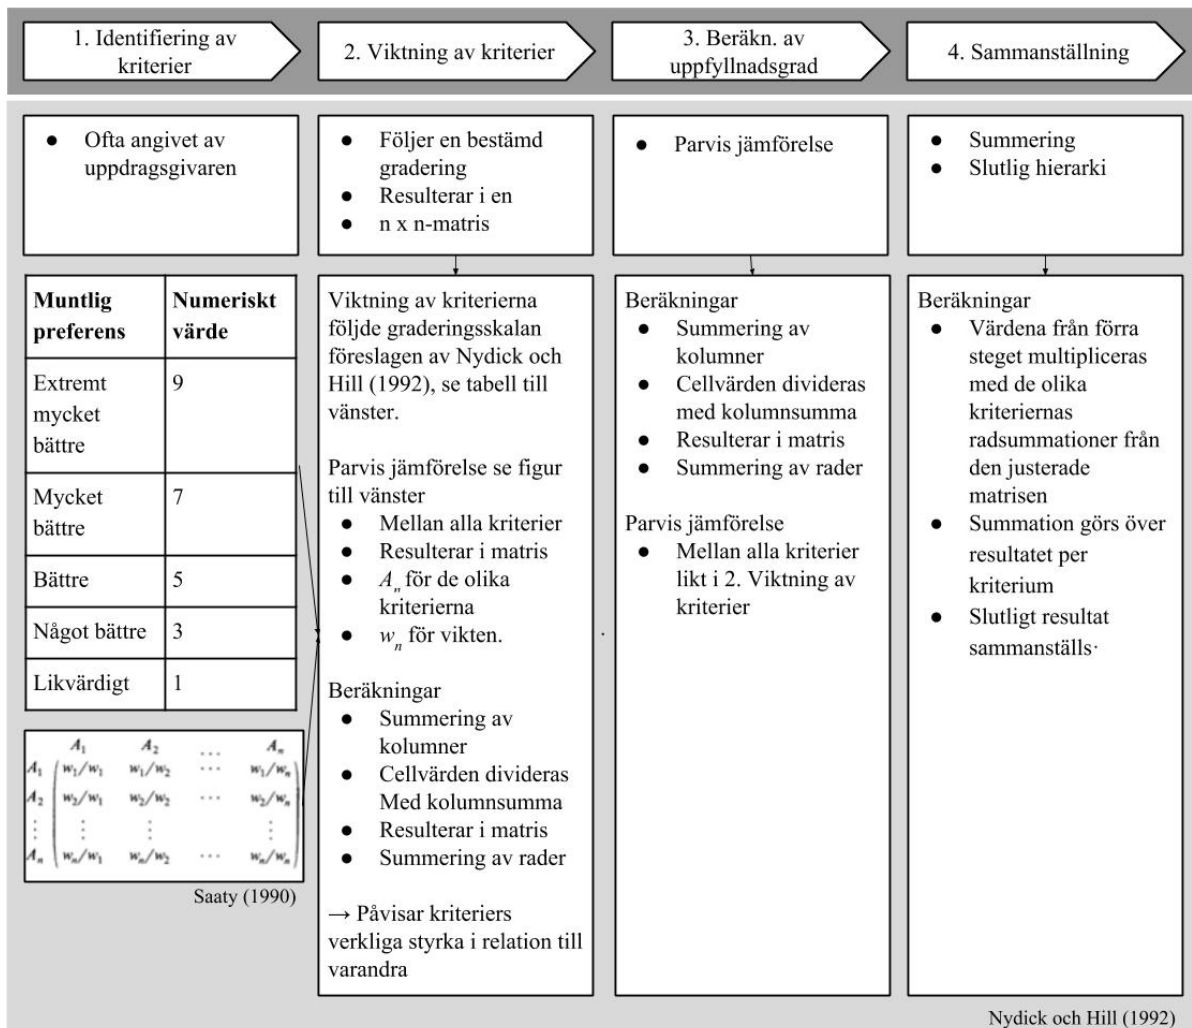 1. Identifiering av
kriterier
2. Viktning av kriterier
3. Beräkn. av
uppfyllnadsgrad
4. Sammanställning
● Ofta angivet av
uppdragsgivaren
● Följer en bestämd
gradering
● Resulterar i en
● n x n-matris
● Parvis jämförelse
● Summering
● Slutlig hierarki
Muntlig
preferens
Numeriskt
värde
Extremt
mycket
bättre
9
Mycket
bättre
7
Bättre
5
Något bättre
3
Likvärdigt
1
A₁ A₂ ... Aₙ
A₁ w₁/w₁ w₁/w₂ ... w₁/wₙ
A₂ w₂/w₁ w₂/w₂ ... w₂/wₙ
⋮ ⋮ ⋮ ⋮
Aₙ wₙ/w₁ wₙ/w₂ ... wₙ/wₙ
Saaty (1990)
Viktning av kriterierna
följde graderingsskalan
föreslagen av Nydick och
Hill (1992), se tabell till
vänster.
Parvis jämförelse se figur
till vänster
● Mellan alla kriterier
● Resulterar i matris
● Aₙ för de olika
kriterierna
● wₙ för vikten.
Beräkningar
● Summering av
kolumner
● Cellvärden divideras
Med kolumnsumma
● Resulterar i matris
● Summering av rader
→ Påvisar kriteriers
verkliga styrka i relation till
varandra
Beräkningar
● Summering av
kolumner
● Cellvärden divideras
med kolumnsumma
● Resulterar i matris
● Summering av rader
Parvis jämförelse
● Mellan alla kriterier
likt i 2. Viktning av
kriterier
Beräkningar
● Värdena från förra
steget multipliceras
med de olika
kriteriernas
radsummationer från
den justerade
matrisen
● Summation görs över
resultatet per
kriterium
● Slutligt resultat
sammanställs·
Nydick och Hill (1992)